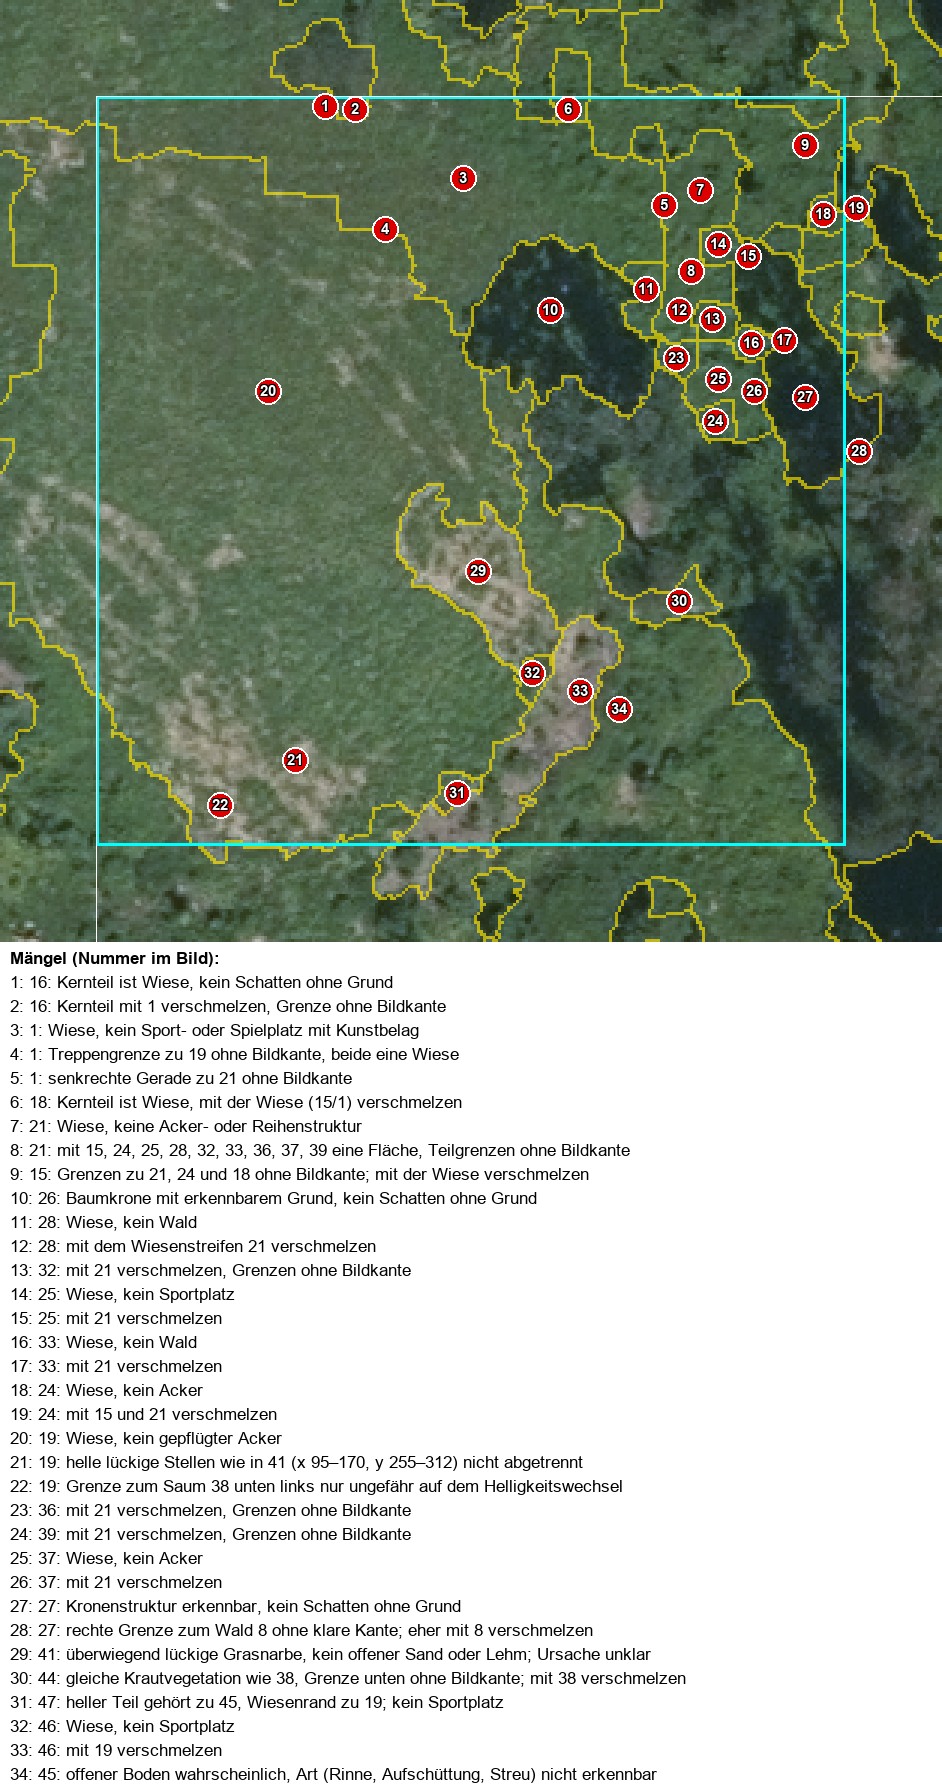 1
2
6
9
3
7
5
18
19
4
14
15
8
11
10
12
13
17
16
23
25
20
26
27
24
28
29
30
32
33
34
21
31
22
Mängel (Nummer im Bild):
1: 16: Kernteil ist Wiese, kein Schatten ohne Grund
2: 16: Kernteil mit 1 verschmelzen, Grenze ohne Bildkante
3: 1: Wiese, kein Sport- oder Spielplatz mit Kunstbelag
4: 1: Treppengrenze zu 19 ohne Bildkante, beide eine Wiese
5: 1: senkrechte Gerade zu 21 ohne Bildkante
6: 18: Kernteil ist Wiese, mit der Wiese (15/1) verschmelzen
7: 21: Wiese, keine Acker- oder Reihenstruktur
8: 21: mit 15, 24, 25, 28, 32, 33, 36, 37, 39 eine Fläche, Teilgrenzen ohne Bildkante
9: 15: Grenzen zu 21, 24 und 18 ohne Bildkante; mit der Wiese verschmelzen
10: 26: Baumkrone mit erkennbarem Grund, kein Schatten ohne Grund
11: 28: Wiese, kein Wald
12: 28: mit dem Wiesenstreifen 21 verschmelzen
13: 32: mit 21 verschmelzen, Grenzen ohne Bildkante
14: 25: Wiese, kein Sportplatz
15: 25: mit 21 verschmelzen
16: 33: Wiese, kein Wald
17: 33: mit 21 verschmelzen
18: 24: Wiese, kein Acker
19: 24: mit 15 und 21 verschmelzen
20: 19: Wiese, kein gepflügter Acker
21: 19: helle lückige Stellen wie in 41 (x 95–170, y 255–312) nicht abgetrennt
22: 19: Grenze zum Saum 38 unten links nur ungefähr auf dem Helligkeitswechsel
23: 36: mit 21 verschmelzen, Grenzen ohne Bildkante
24: 39: mit 21 verschmelzen, Grenzen ohne Bildkante
25: 37: Wiese, kein Acker
26: 37: mit 21 verschmelzen
27: 27: Kronenstruktur erkennbar, kein Schatten ohne Grund
28: 27: rechte Grenze zum Wald 8 ohne klare Kante; eher mit 8 verschmelzen
29: 41: überwiegend lückige Grasnarbe, kein offener Sand oder Lehm; Ursache unklar
30: 44: gleiche Krautvegetation wie 38, Grenze unten ohne Bildkante; mit 38 verschmelzen
31: 47: heller Teil gehört zu 45, Wiesenrand zu 19; kein Sportplatz
32: 46: Wiese, kein Sportplatz
33: 46: mit 19 verschmelzen
34: 45: offener Boden wahrscheinlich, Art (Rinne, Aufschüttung, Streu) nicht erkennbar